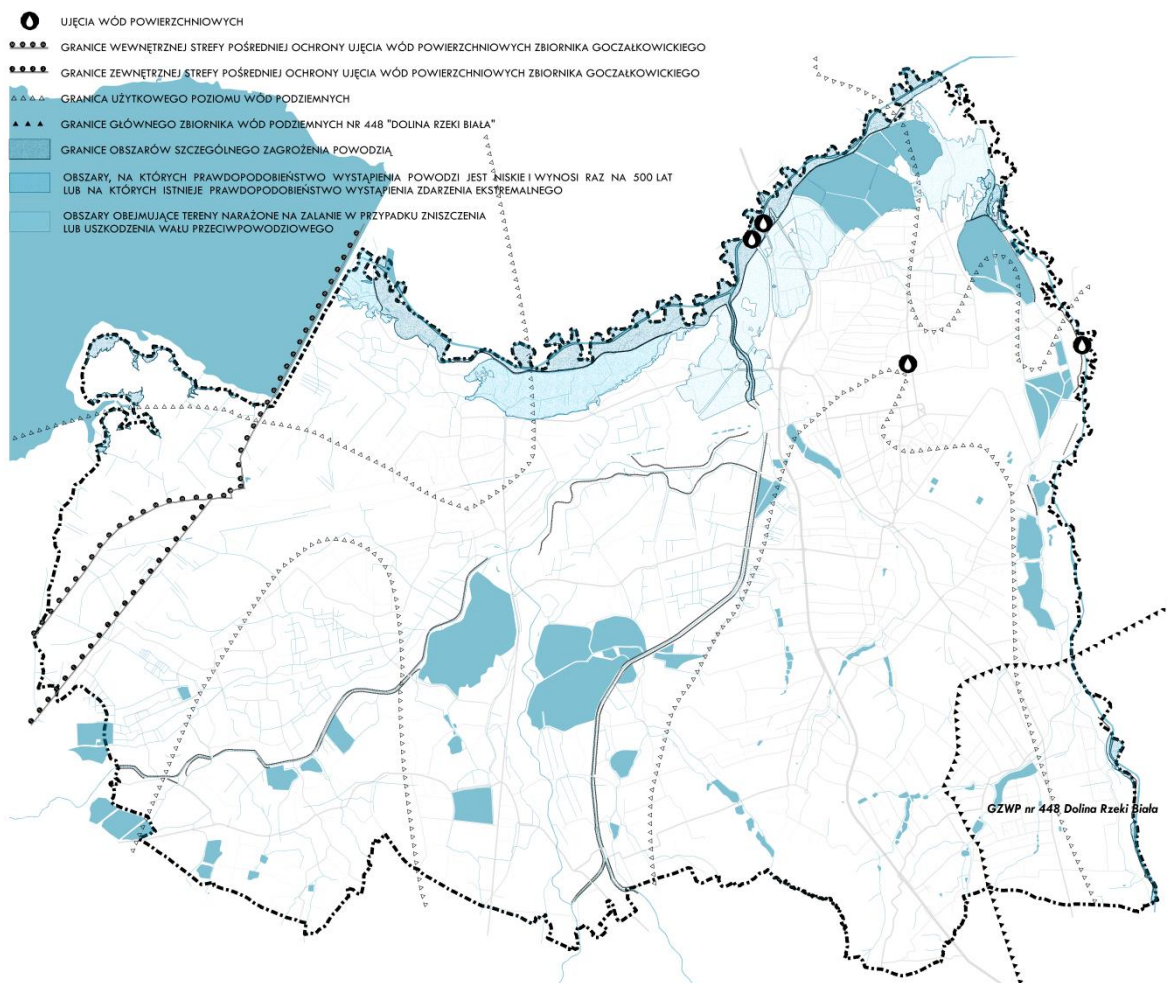 UJĘCIA WÓD POWIERZCHNIOWYCH
GRANICE WEWNĘTRZNEJ STREFY POŚREDNIEJ OCHRONY UJĘCIA WÓD POWIERZCHNIOWYCH ZBIORNIKA GOCZAŁKOWICKIEGO
GRANICE ZEWNĘTRZNEJ STREFY POŚREDNIEJ OCHRONY UJĘCIA WÓD POWIERZCHNIOWYCH ZBIORNIKA GOCZAŁKOWICKIEGO
GRANICA UŻYTKOWEGO POZIOMU WÓD PODZIEMNYCH
GRANICE GŁÓWNEGO ZBIORNIKA WÓD PODZIEMNYCH NR 448 "DOLINA RZEKI BIAŁA"
GRANICE OBSZARÓW SZCZEGÓLNEGO ZAGROŻENIA POWODZIĄ
OBSZARY, NA KTÓRYCH PRAWDOPODOBIEŃSTWO WYSTĄPIENIA POWODZI JEST NISKIE I WYNOSI RAZ NA 500 LAT
LUB NA KTÓRYCH ISTNIEJE PRAWDOPODOBIEŃSTWO WYSTĄPIENIA ZDARZENIA EKSTREMALNEGO
OBSZARY OBEJMUJĄCE TERENY NARAŻONE NA ZALANIE W PRZYPADKU ZNISZCZENIA
LUB USZKODZENIA WAŁU PRZECIWPOWODZIOWEGO
GZWP nr 448 Dolina Rzeki Biała